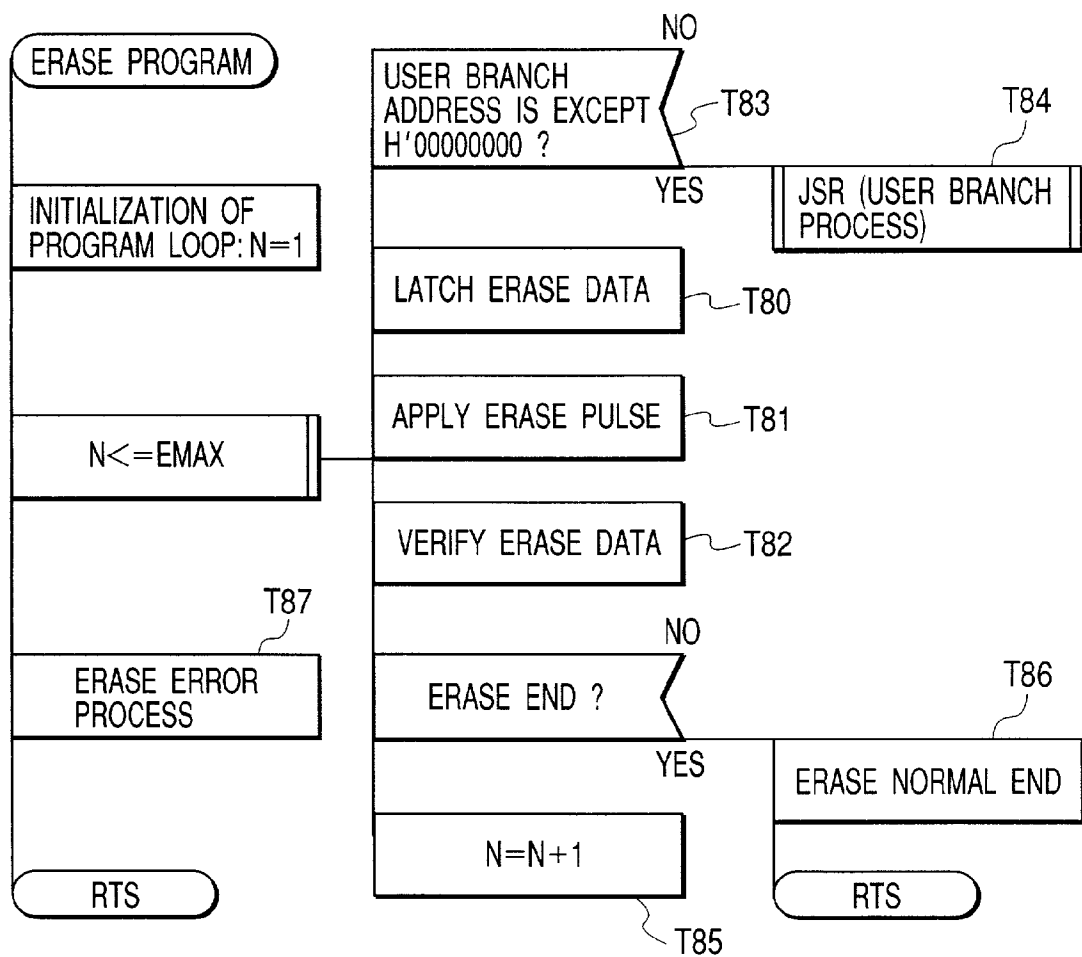 ERASE PROGRAM
INITIALIZATION OF
PROGRAM LOOP: N=1
N<=EMAX
T87
ERASE ERROR
PROCESS
RTS
NO
USER BRANCH
ADDRESS IS EXCEPT
H'00000000 ?
T83
YES
T84
JSR (USER BRANCH
PROCESS)
LATCH ERASE DATA
T80
APPLY ERASE PULSE
T81
VERIFY ERASE DATA
T82
NO
ERASE END ?
YES
T86
ERASE NORMAL END
RTS
N=N+1
T85